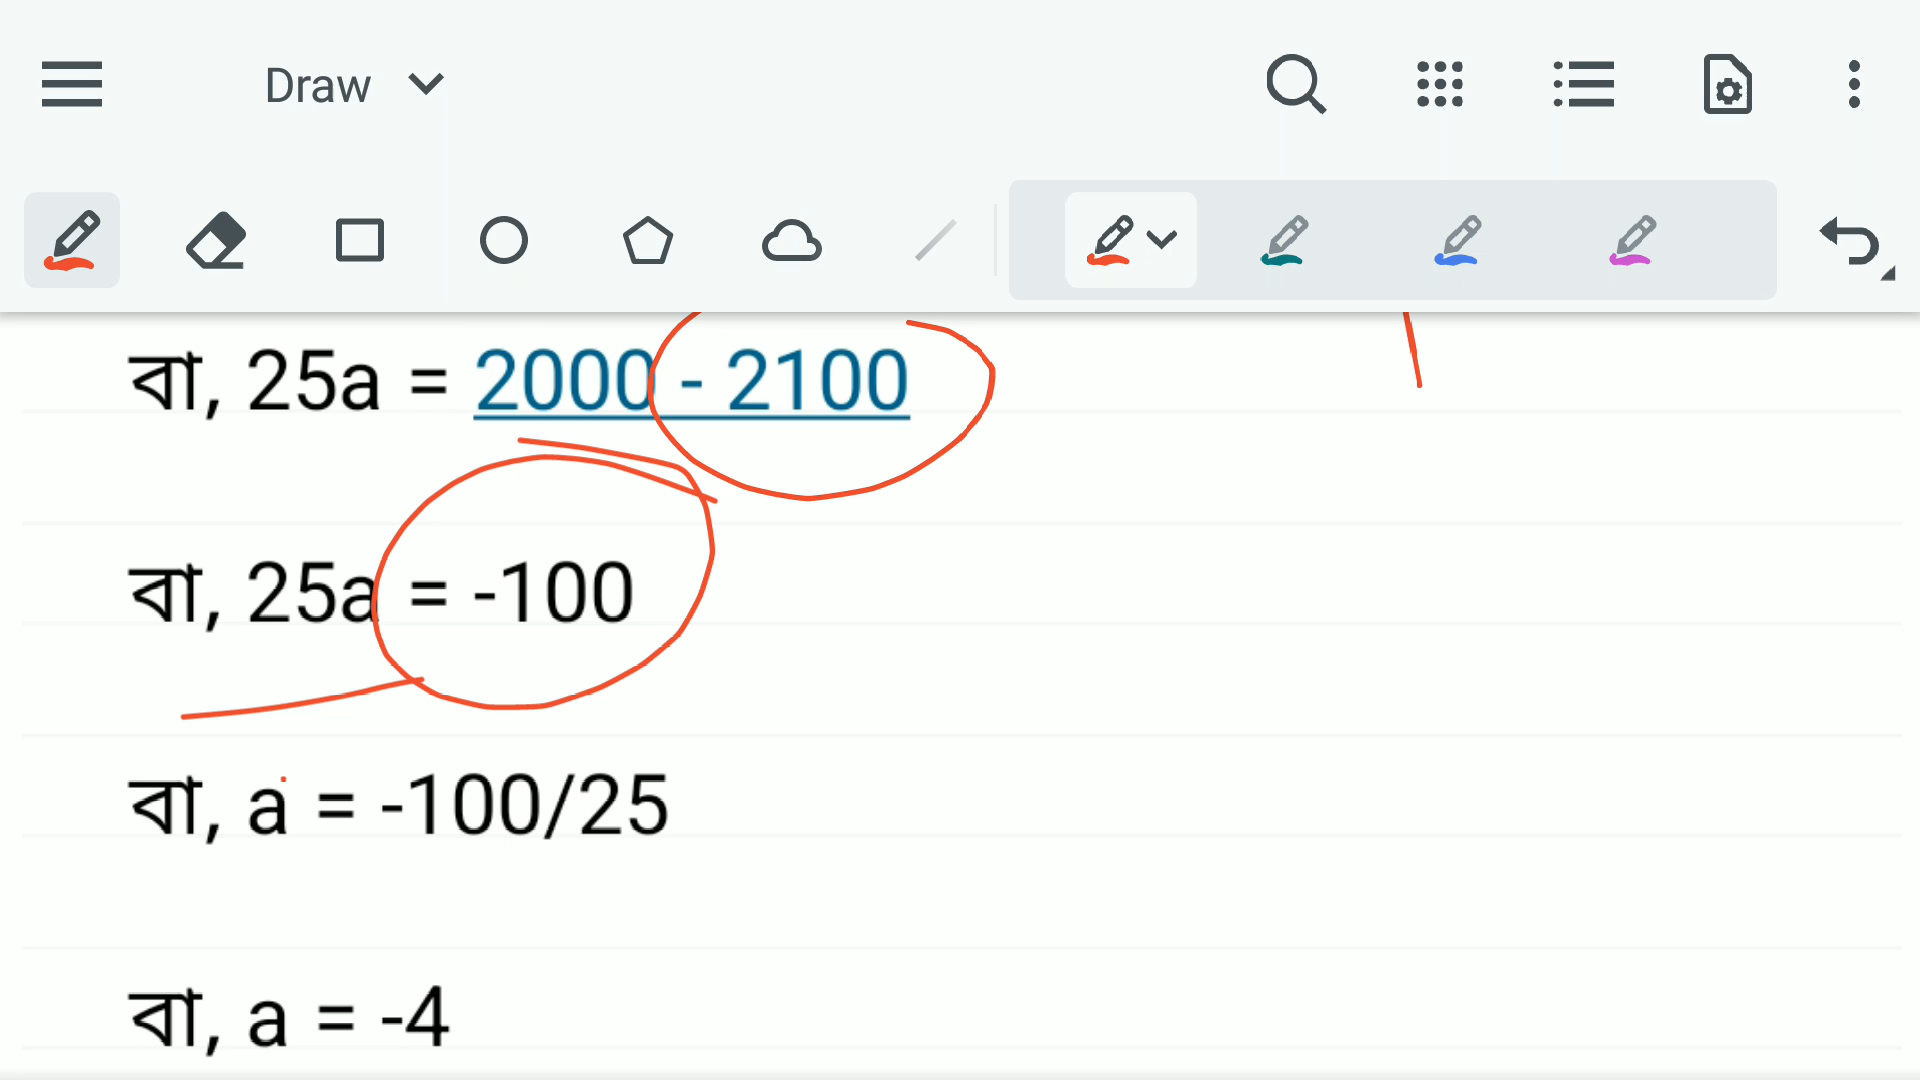 Draw
বা, 25a = 2000 - 2100
বা, 25a = -100
বা, a = -100/25
বা, a = -4